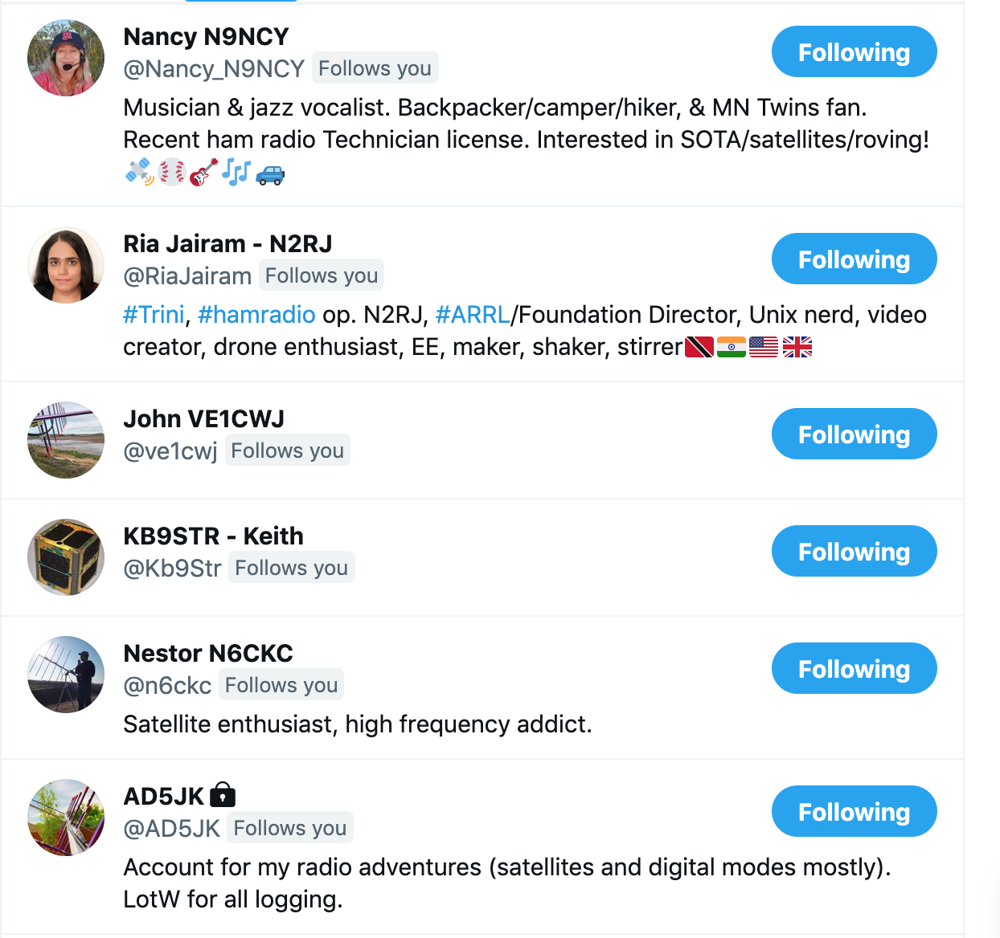 Nancy N9NCY
Following
@Nancy_N9NCY Follows you
Musician & jazz vocalist. Backpacker/camper/hiker, & MN Twins fan.
Recent ham radio Technician license. Interested in SOTA/satellites/roving!
🛰️⚾🎸🎶🚙
Ria Jairam - N2RJ
Following
@RiaJairam Follows you
#Trini, #hamradio op. N2RJ, #ARRL/Foundation Director, Unix nerd, video
creator, drone enthusiast, EE, maker, shaker, stirrer🇹🇹🇮🇳🇺🇸🇬🇧
John VE1CWJ
Following
@ve1cwj Follows you
KB9STR - Keith
Following
@Kb9Str Follows you
Nestor N6CKC
Following
@n6ckc Follows you
Satellite enthusiast, high frequency addict.
AD5JK🔒
Following
@AD5JK Follows you
Account for my radio adventures (satellites and digital modes mostly).
LotW for all logging.